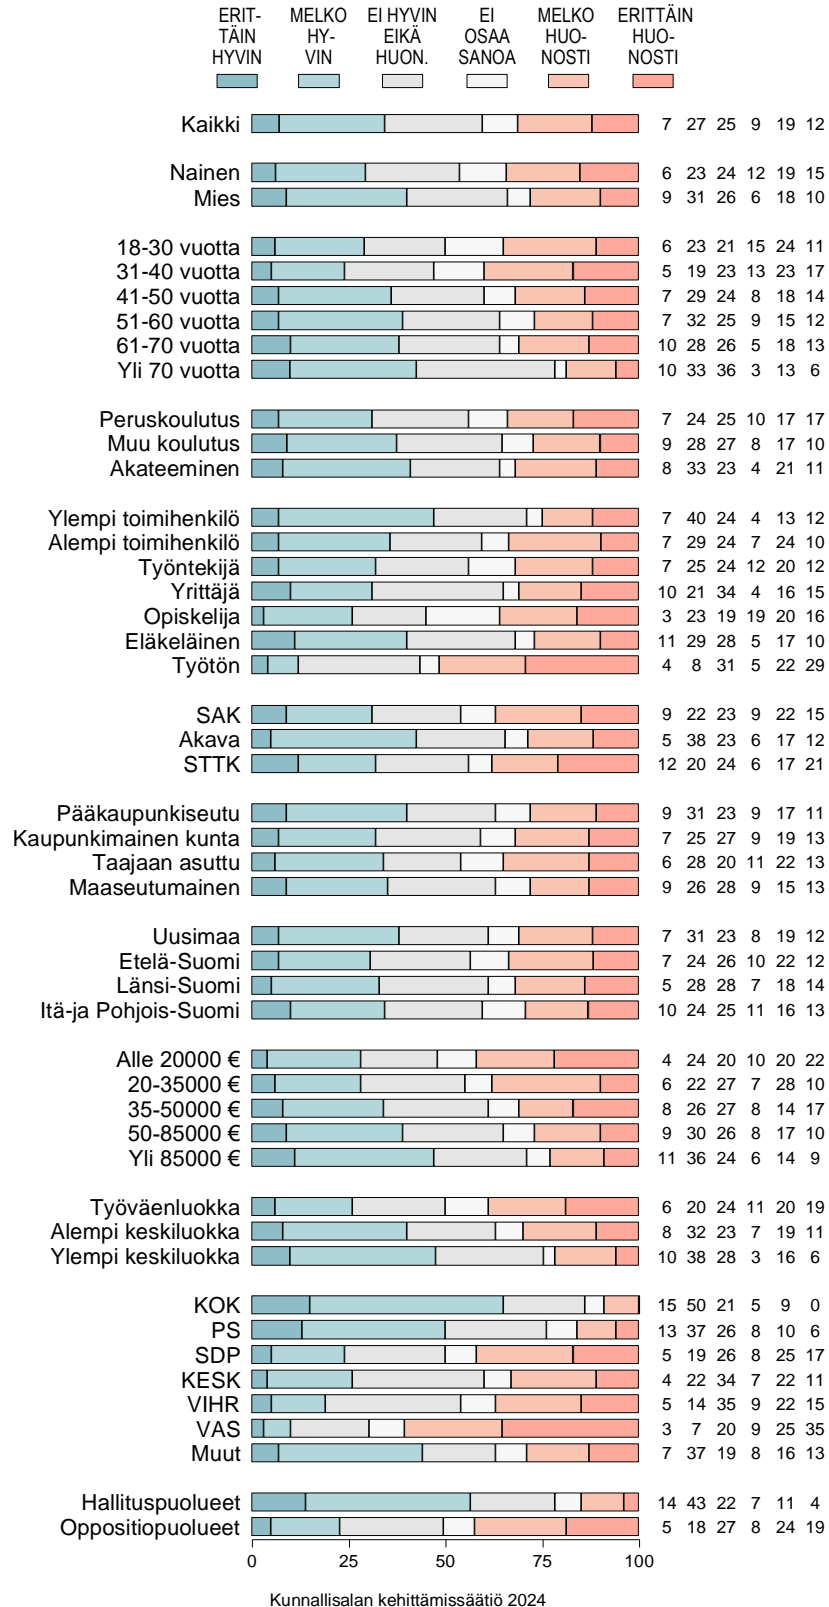 ERIT- MELKO EI HYVIN EI MELKO ERITTÄIN
TÄIN HY- EIKÄ OSAA HUO- HUO-
HYVIN VIN HUON. SANOA NOSTI NOSTI
Kaikki 7 27 25 9 19 12
Nainen 6 23 24 12 19 15
Mies 9 31 26 6 18 10
18-30 vuotta 6 23 21 15 24 11
31-40 vuotta 5 19 23 13 23 17
41-50 vuotta 7 29 24 8 18 14
51-60 vuotta 7 32 25 9 15 12
61-70 vuotta 10 28 26 5 18 13
Yli 70 vuotta 10 33 36 3 13 6
Peruskoulutus 7 24 25 10 17 17
Muu koulutus 9 28 27 8 17 10
Akateeminen 8 33 23 4 21 11
Ylempi toimihenkilö 7 40 24 4 13 12
Alempi toimihenkilö 7 29 24 7 24 10
Työntekijä 7 25 24 12 20 12
Yrittäjä 10 21 34 4 16 15
Opiskelija 3 23 19 19 20 16
Eläkeläinen 11 29 28 5 17 10
Työtön 4 8 31 5 22 29
SAK 9 22 23 9 22 15
Akava 5 38 23 6 17 12
STTK 12 20 24 6 17 21
Pääkaupunkiseutu 9 31 23 9 17 11
Kaupunkimainen kunta 7 25 27 9 19 13
Taajaan asuttu 6 28 20 11 22 13
Maaseutumainen 9 26 28 9 15 13
Uusimaa 7 31 23 8 19 12
Etelä-Suomi 7 24 26 10 22 12
Länsi-Suomi 5 28 28 7 18 14
Itä-ja Pohjois-Suomi 10 24 25 11 16 13
Alle 20000 € 4 24 20 10 20 22
20-35000 € 6 22 27 7 28 10
35-50000 € 8 26 27 8 14 17
50-85000 € 9 30 26 8 17 10
Yli 85000 € 11 36 24 6 14 9
Työväenluokka 6 20 24 11 20 19
Alempi keskiluokka 8 32 23 7 19 11
Ylempi keskiluokka 10 38 28 3 16 6
KOK 15 50 21 5 9 0
PS 13 37 26 8 10 6
SDP 5 19 26 8 25 17
KESK 4 22 34 7 22 11
VIHR 5 14 35 9 22 15
VAS 3 7 20 9 25 35
Muut 7 37 19 8 16 13
Hallituspuolueet 14 43 22 7 11 4
Oppositiopuolueet 5 18 27 8 24 19
0 25 50 75 100
Kunnallisalan kehittämissäätiö 2024